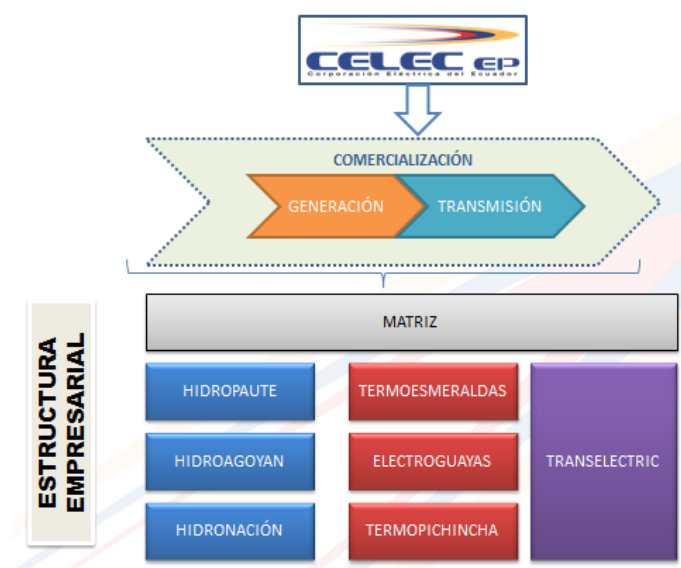 CELEC EP
Corporación Eléctrica del Ecuador
COMERCIALIZACIÓN
GENERACIÓN
TRANSMISIÓN
ESTRUCTURA
EMPRESARIAL
MATRIZ
HIDROPAUTE
TERMOESMERALDAS
HIDROAGOYAN
ELECTROGUAYAS
TRANSELECTRIC
HIDRONACIÓN
TERMOPICHINCHA